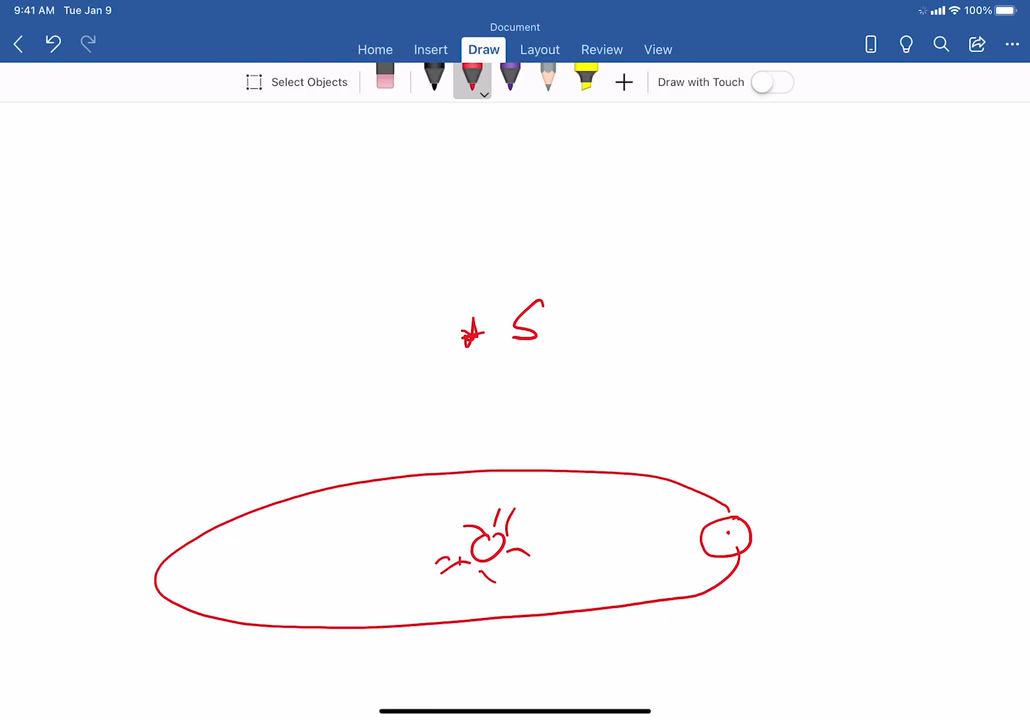 9:41 AM Tue Jan 9
100%
Document
Home Insert Draw Layout Review View
Select Objects
Draw with Touch
S